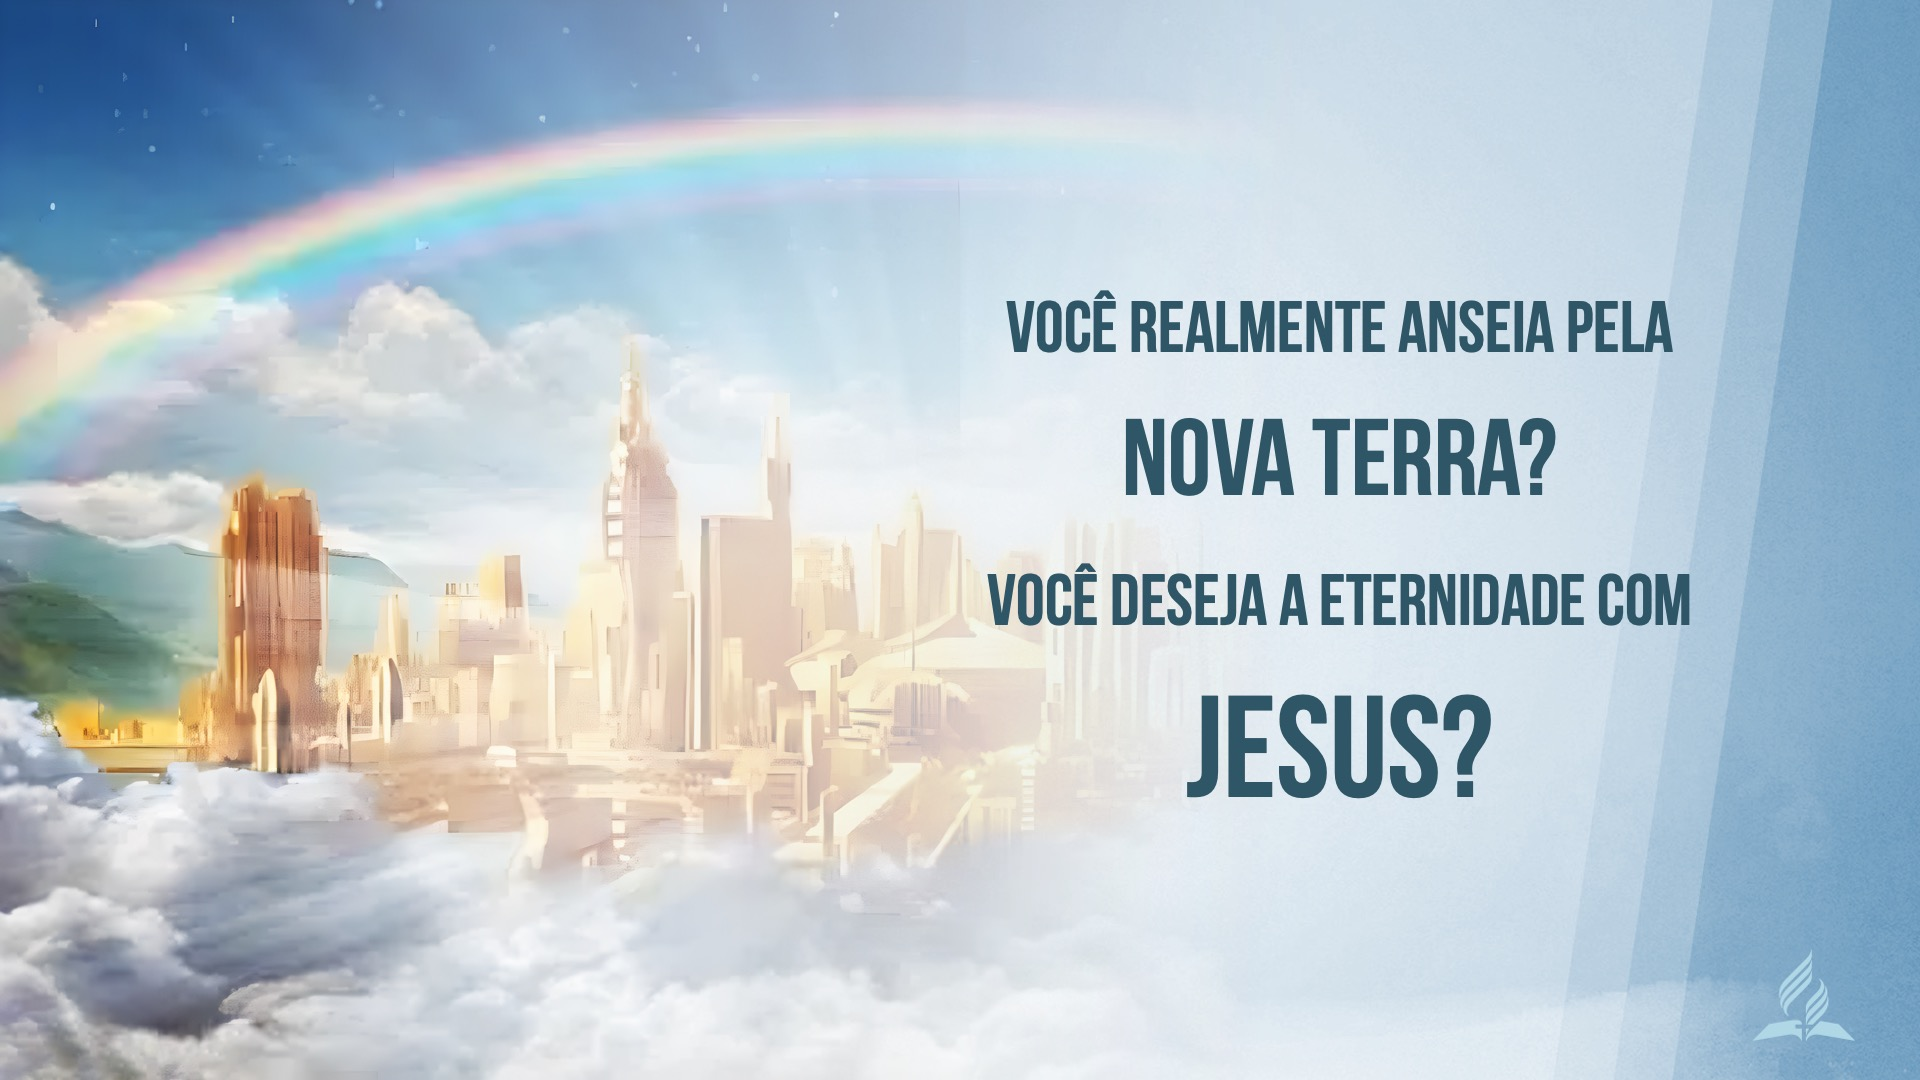 VOCÊ REALMENTE ANSEIA PELA
NOVA TERRA?
VOCÊ DESEJA A ETERNIDADE COM
JESUS?